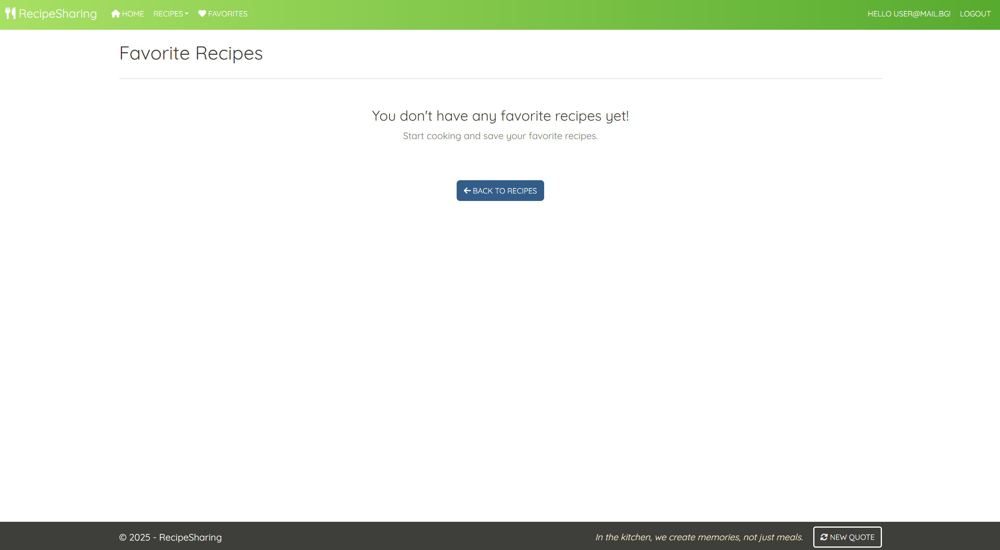 RecipeSharing HOME RECIPES FAVORITES HELLO USER@MAIL.BG! LOGOUT
Favorite Recipes
You don't have any favorite recipes yet!
Start cooking and save your favorite recipes.
BACK TO RECIPES
© 2025 - RecipeSharing In the kitchen, we create memories, not just meals. NEW QUOTE